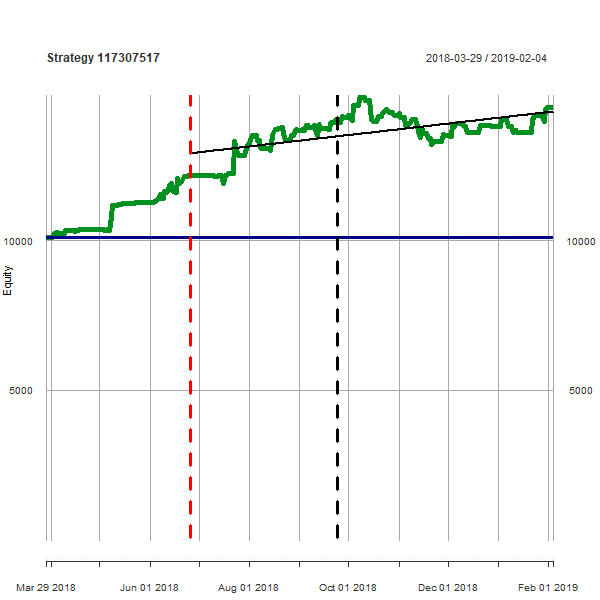 Strategy 117307517 2018-03-29 / 2019-02-04
10000 10000
Equity
5000 5000
Mar 29 2018 Jun 01 2018 Aug 01 2018 Oct 01 2018 Dec 01 2018 Feb 01 2019